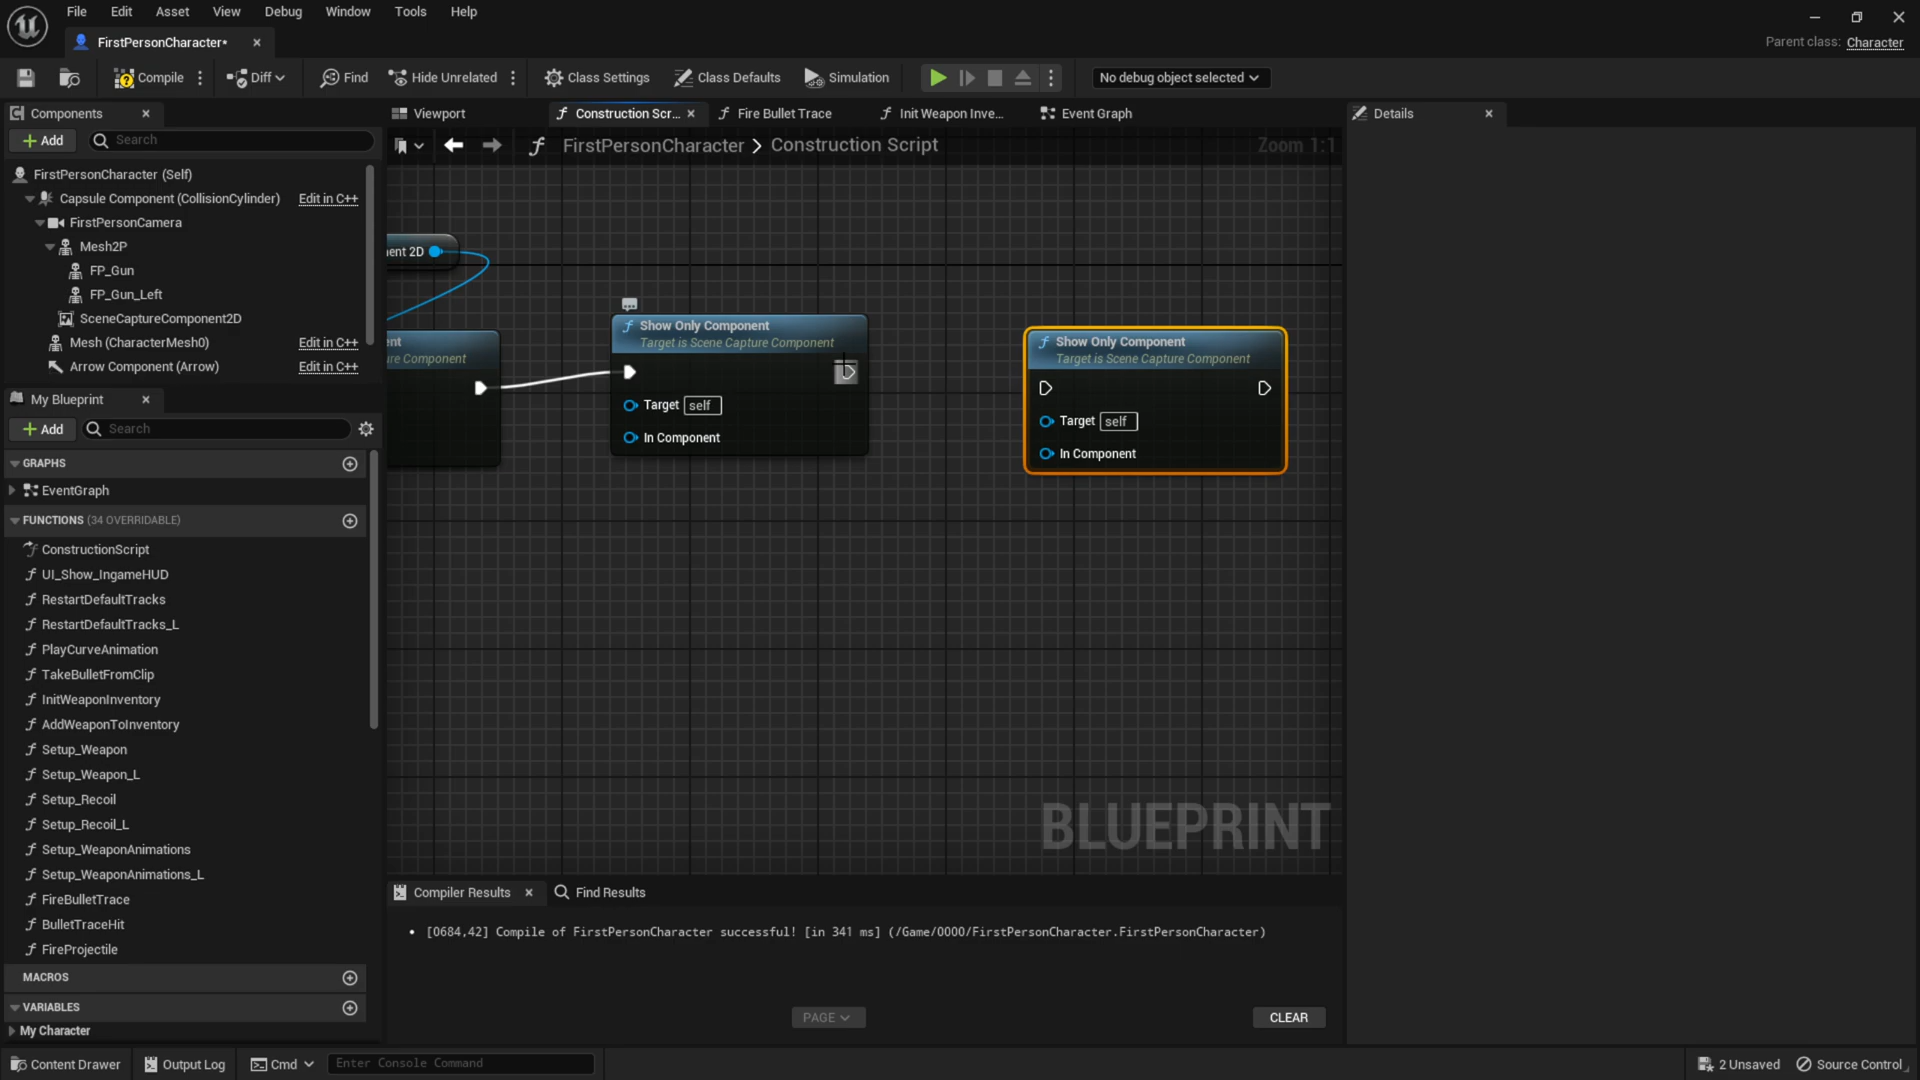 File Edit Asset View Debug Window Tools Help
FirstPersonCharacter*
Parent class: Character
Compile Diff Find Hide Unrelated Class Settings Class Defaults Simulation No debug object selected
Components Viewport Construction Scr... Fire Bullet Trace Init Weapon Inve... Event Graph Details
Add Search
FirstPersonCharacter > Construction Script Zoom 1:1
FirstPersonCharacter (Self)
Capsule Component (CollisionCylinder) Edit in C++
FirstPersonCamera
Mesh2P
FP_Gun
FP_Gun_Left
SceneCaptureComponent2D
Mesh (CharacterMesh0) Edit in C++
Arrow Component (Arrow) Edit in C++
nent 2D
nt
re Component
Show Only Component
Target is Scene Capture Component
Target self
In Component
Show Only Component
Target is Scene Capture Component
Target self
In Component
BLUEPRINT
My Blueprint
Add Search
GRAPHS
EventGraph
FUNCTIONS (34 OVERRIDABLE)
ConstructionScript
UI_Show_IngameHUD
RestartDefaultTracks
RestartDefaultTracks_L
PlayCurveAnimation
TakeBulletFromClip
InitWeaponInventory
AddWeaponToInventory
Setup_Weapon
Setup_Weapon_L
Setup_Recoil
Setup_Recoil_L
Setup_WeaponAnimations
Setup_WeaponAnimations_L
FireBulletTrace
BulletTraceHit
FireProjectile
MACROS
VARIABLES
My Character
Compiler Results Find Results
[0684,42] Compile of FirstPersonCharacter successful! [in 341 ms] (/Game/0000/FirstPersonCharacter.FirstPersonCharacter)
PAGE CLEAR
Content Drawer Output Log Cmd Enter Console Command 2 Unsaved Source Control